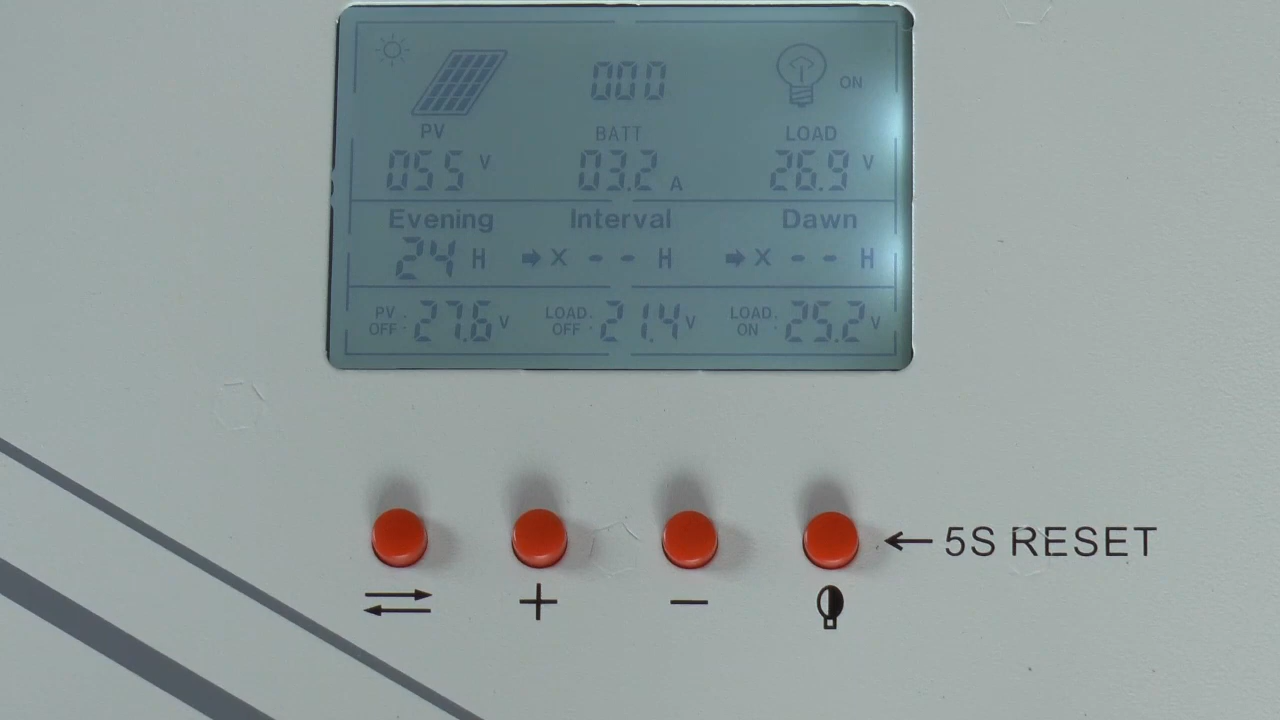 000 ON
PV BATT LOAD
055 V 03.2 A 26.9 V
Evening Interval Dawn
24 H X -- H X -- H
PV OFF 27.6 V LOAD OFF 21.4 V LOAD ON 25.2 V
5S RESET
+ −